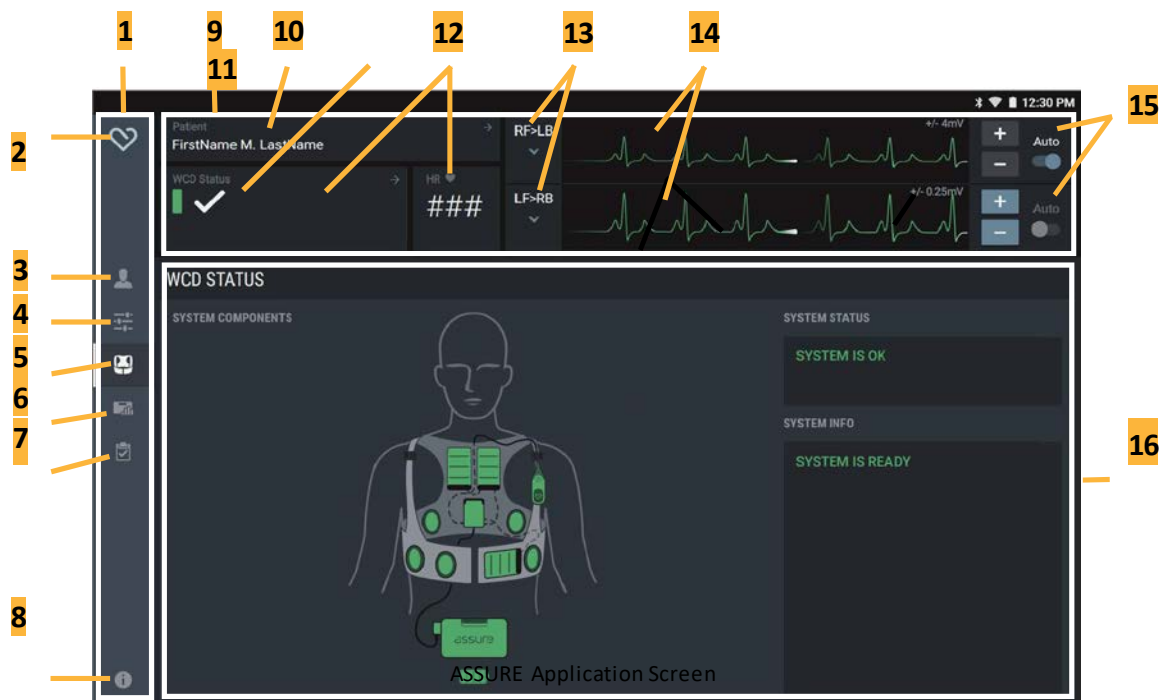 1
9
10
11
12
13
14
15
12:30 PM
2
Patient
FirstName M. LastName
RF>LB
+/- 4mV
+
Auto
−
WCD Status
HR
###
LF>RB
+/- 0.25mV
+
Auto
−
3
4
5
6
7
8
WCD STATUS
SYSTEM COMPONENTS
SYSTEM STATUS
SYSTEM IS OK
SYSTEM INFO
SYSTEM IS READY
16
assure
ASSURE Application Screen